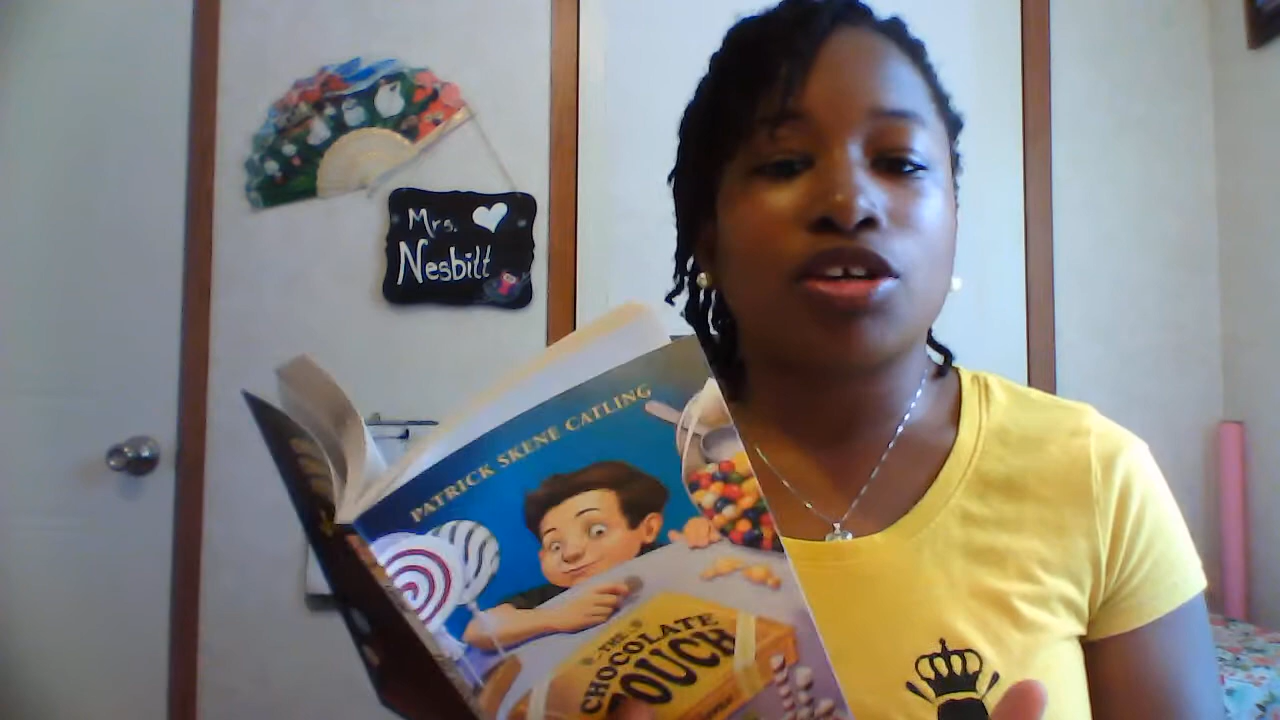 Mrs.
Nesbitt
PATRICK SKENE CATLING
THE
CHOCOLATE
TOUCH